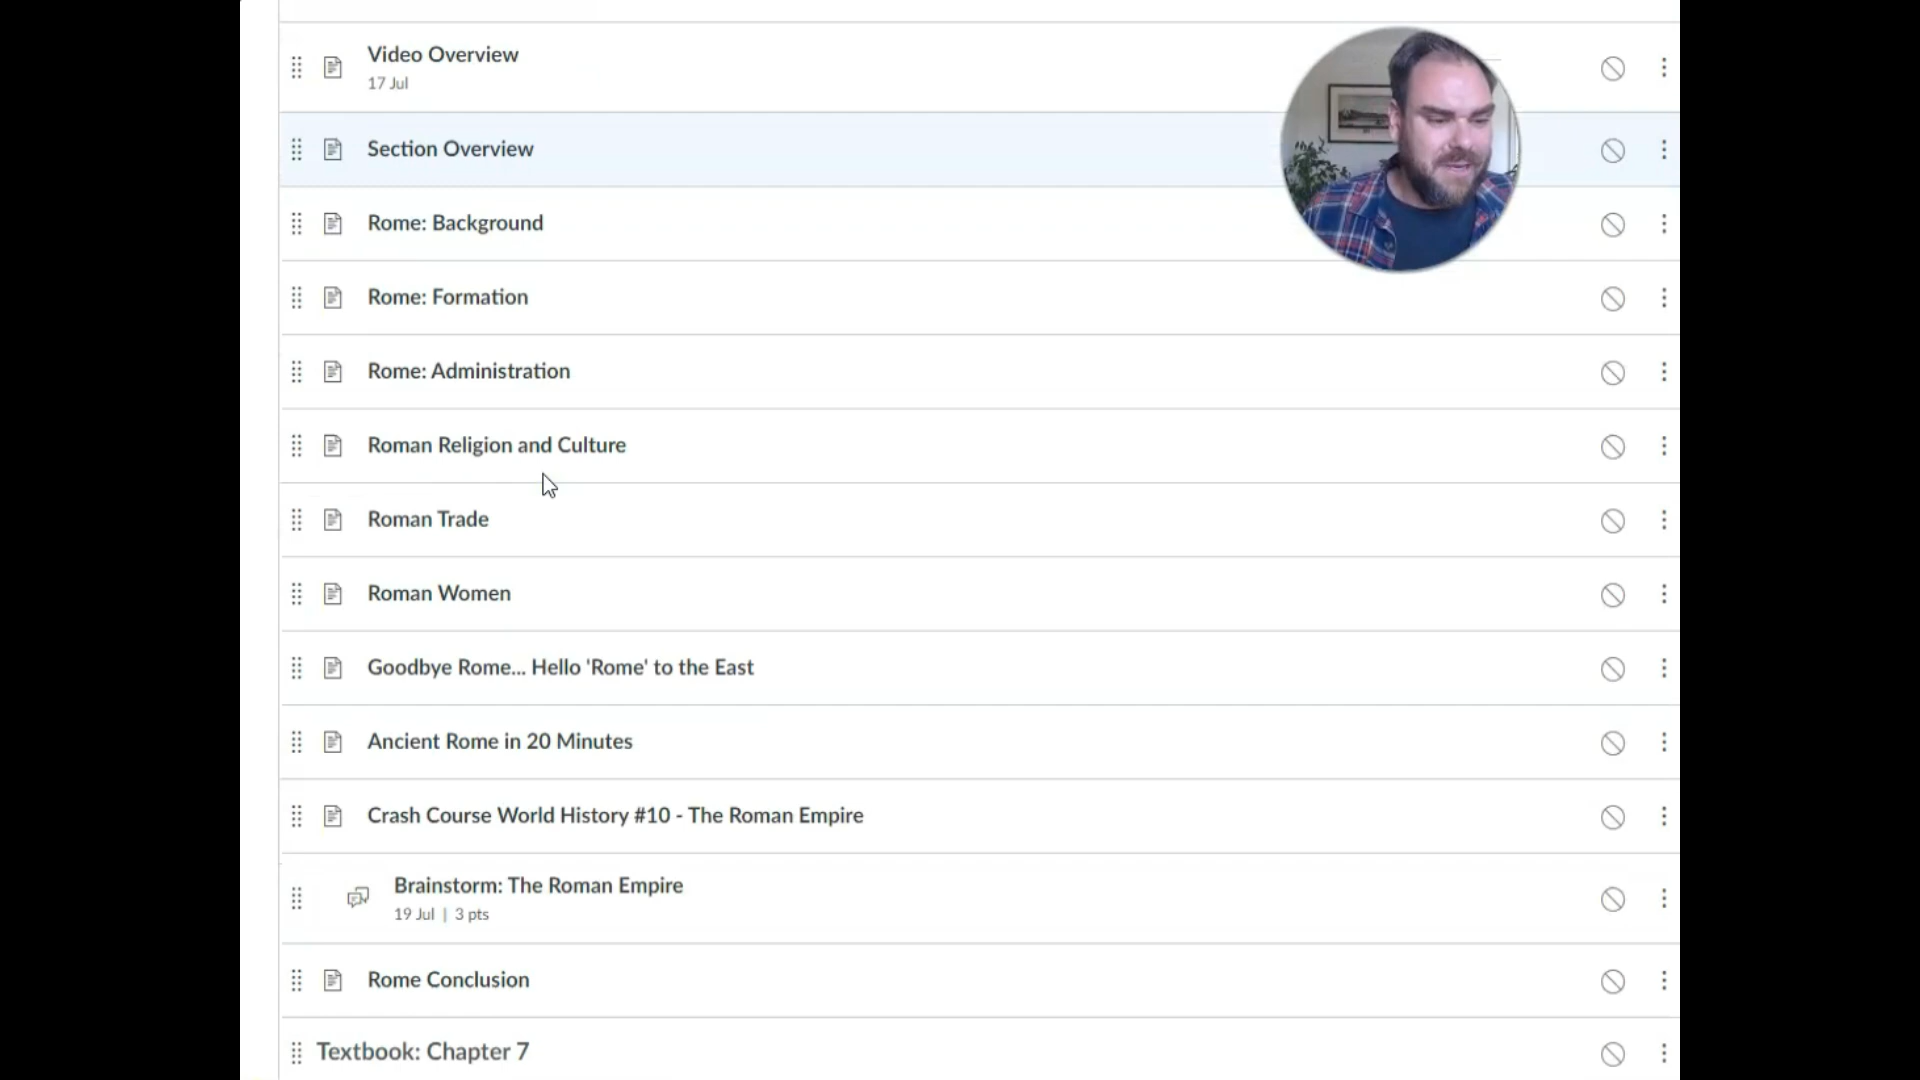 Video Overview
17 Jul
Section Overview
Rome: Background
Rome: Formation
Rome: Administration
Roman Religion and Culture
Roman Trade
Roman Women
Goodbye Rome... Hello 'Rome' to the East
Ancient Rome in 20 Minutes
Crash Course World History #10 - The Roman Empire
Brainstorm: The Roman Empire
19 Jul | 3 pts
Rome Conclusion
Textbook: Chapter 7